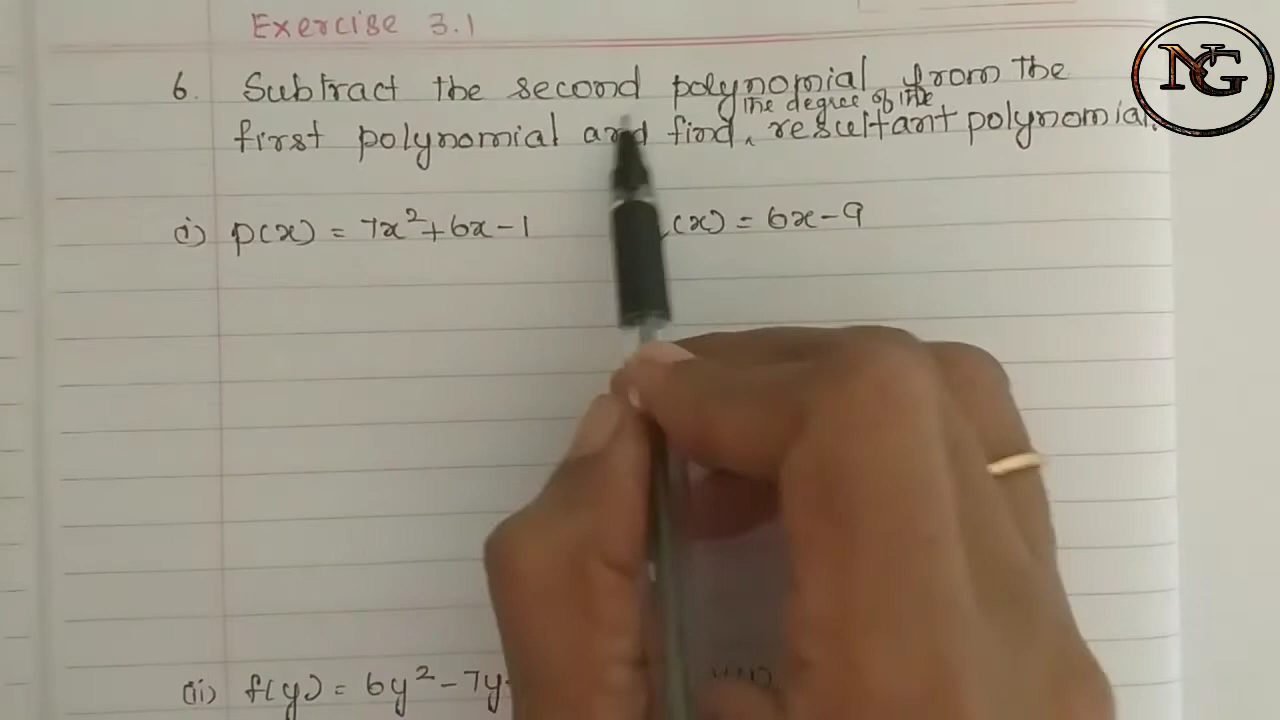 Exercise 3.1
6. Subtract the second polynomial from the
the degree of the
first polynomial and find ‸ resultant polynomial.
i) p(x) = 7x²+6x-1 (x) = 6x-9
(ii) f(y) = 6y²-7y
NG